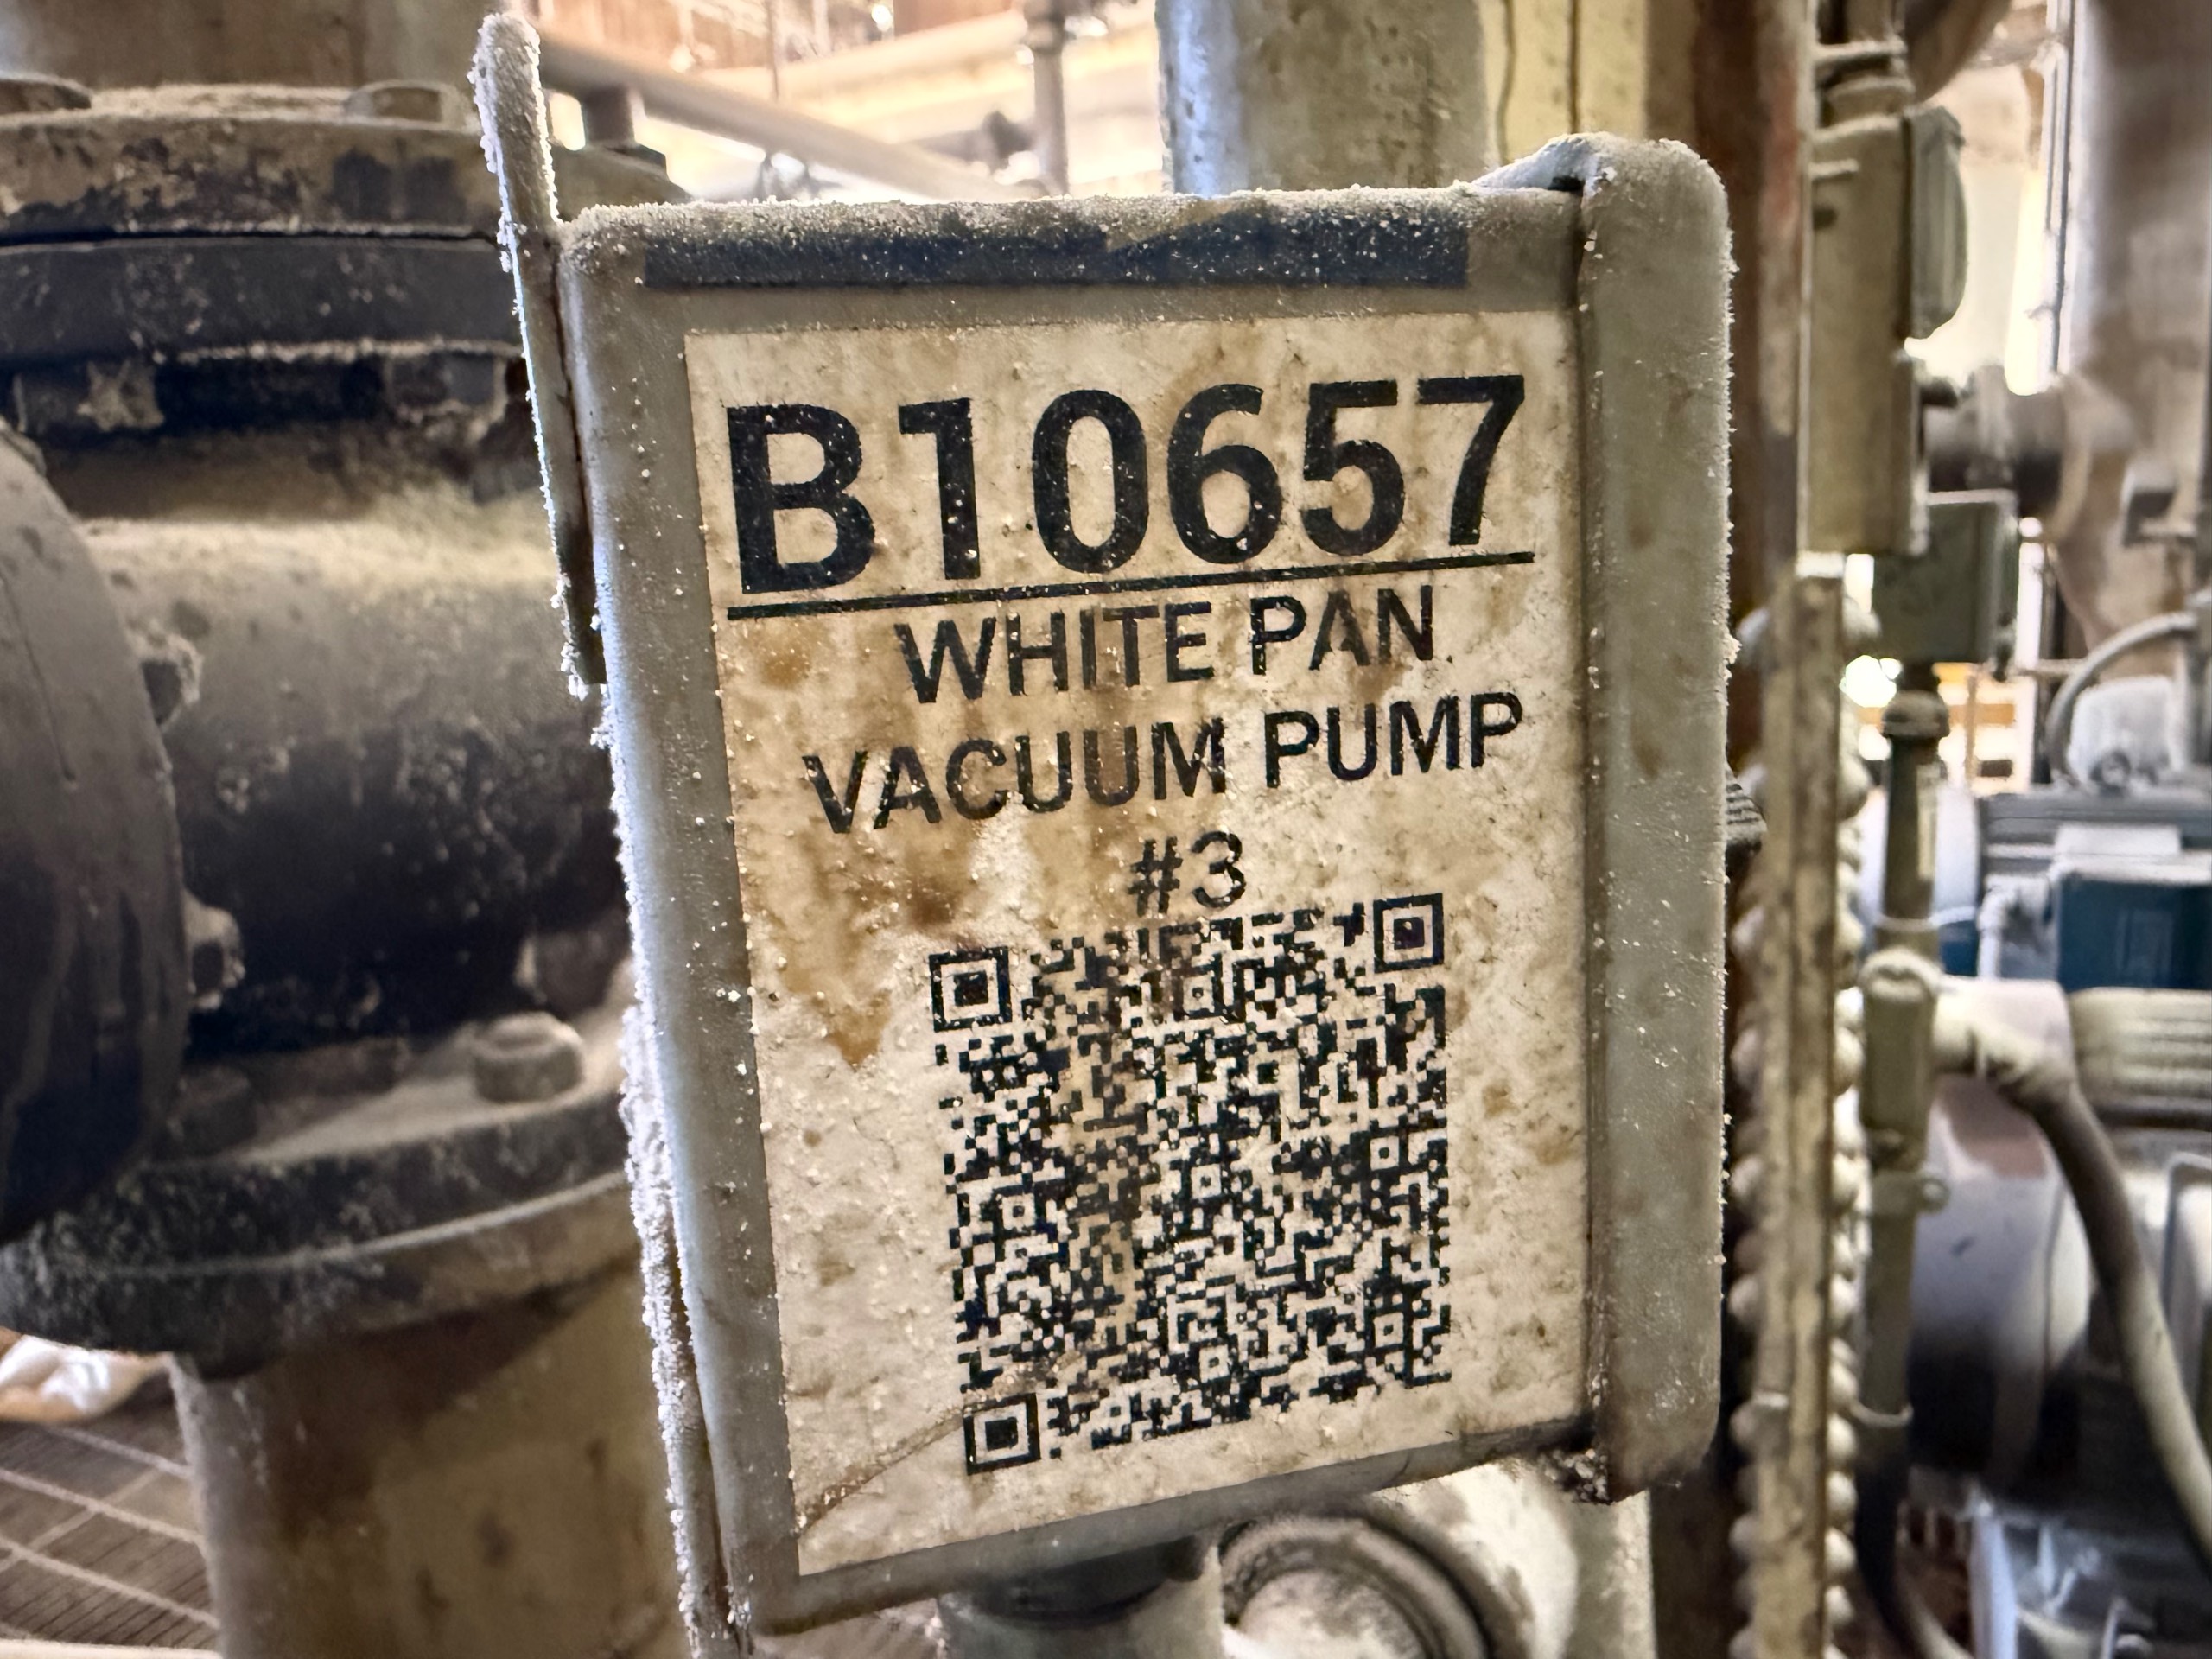 B10657
WHITE PAN
VACUUM PUMP
#3